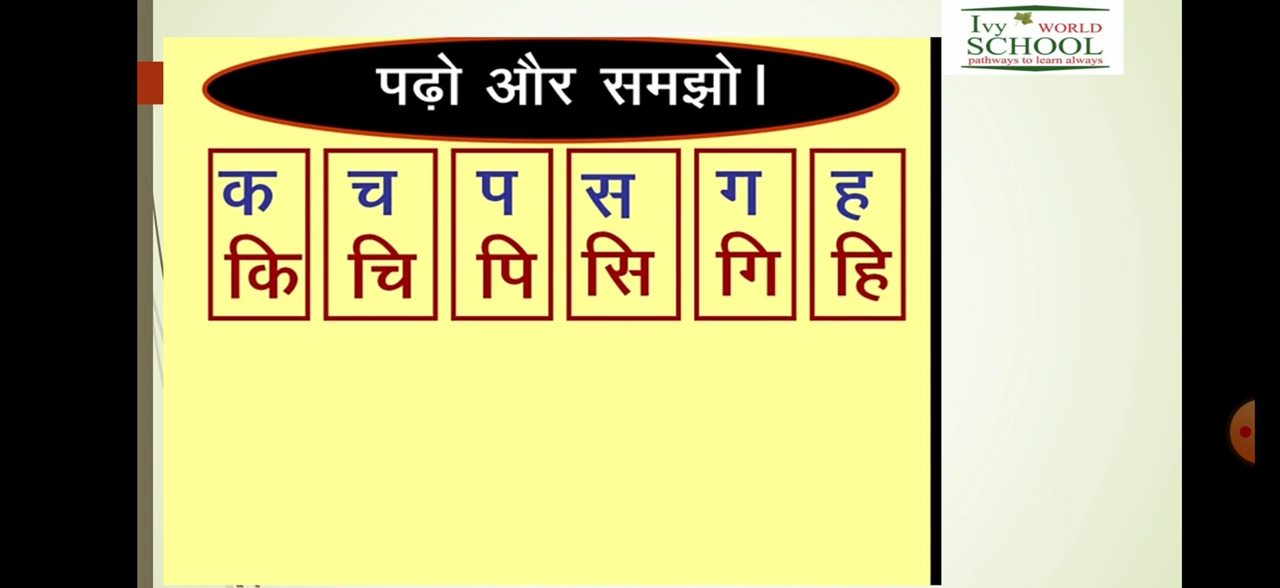 Ivy WORLD
SCHOOL
pathways to learn always
पढ़ो और समझो।
क च प स ग ह
कि चि पि सि गि हि